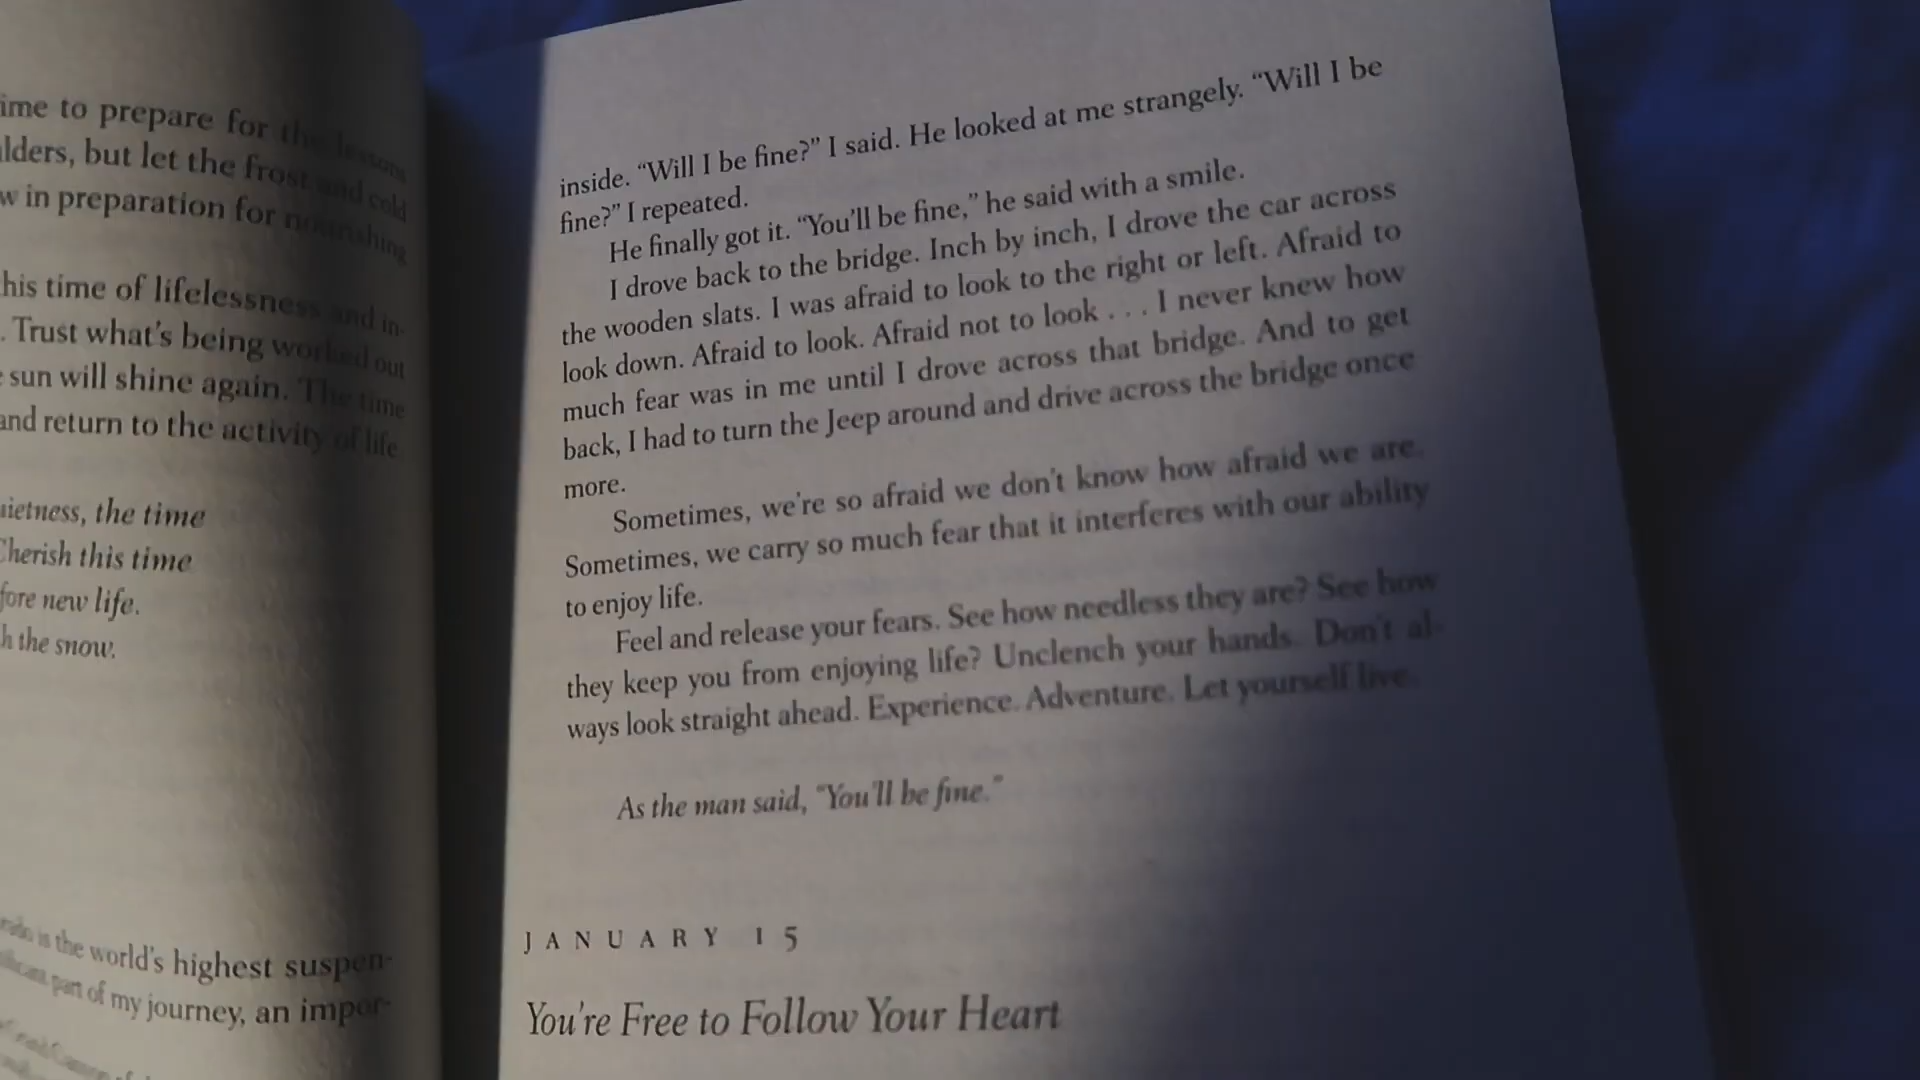 ime to prepare for the lessons
lders, but let the frost and cold
w in preparation for nourishing
his time of lifelessness and in-
. Trust what's being worked out
sun will shine again. The time
and return to the activity of life
ietness, the time
Cherish this time
fore new life.
h the snow.
is the world's highest suspen-
part of my journey, an impor-
inside. “Will I be fine?” I said. He looked at me strangely. “Will I be
fine?” I repeated.
He finally got it. “You'll be fine,” he said with a smile.
I drove back to the bridge. Inch by inch, I drove the car across
the wooden slats. I was afraid to look to the right or left. Afraid to
look down. Afraid to look. Afraid not to look . . . I never knew how
much fear was in me until I drove across that bridge. And to get
back, I had to turn the Jeep around and drive across the bridge once
more.
Sometimes, we're so afraid we don't know how afraid we are.
Sometimes, we carry so much fear that it interferes with our ability
to enjoy life.
Feel and release your fears. See how needless they are? See how
they keep you from enjoying life? Unclench your hands. Don't al-
ways look straight ahead. Experience. Adventure. Let yourself live.
As the man said, “You'll be fine.”
JANUARY 15
You're Free to Follow Your Heart